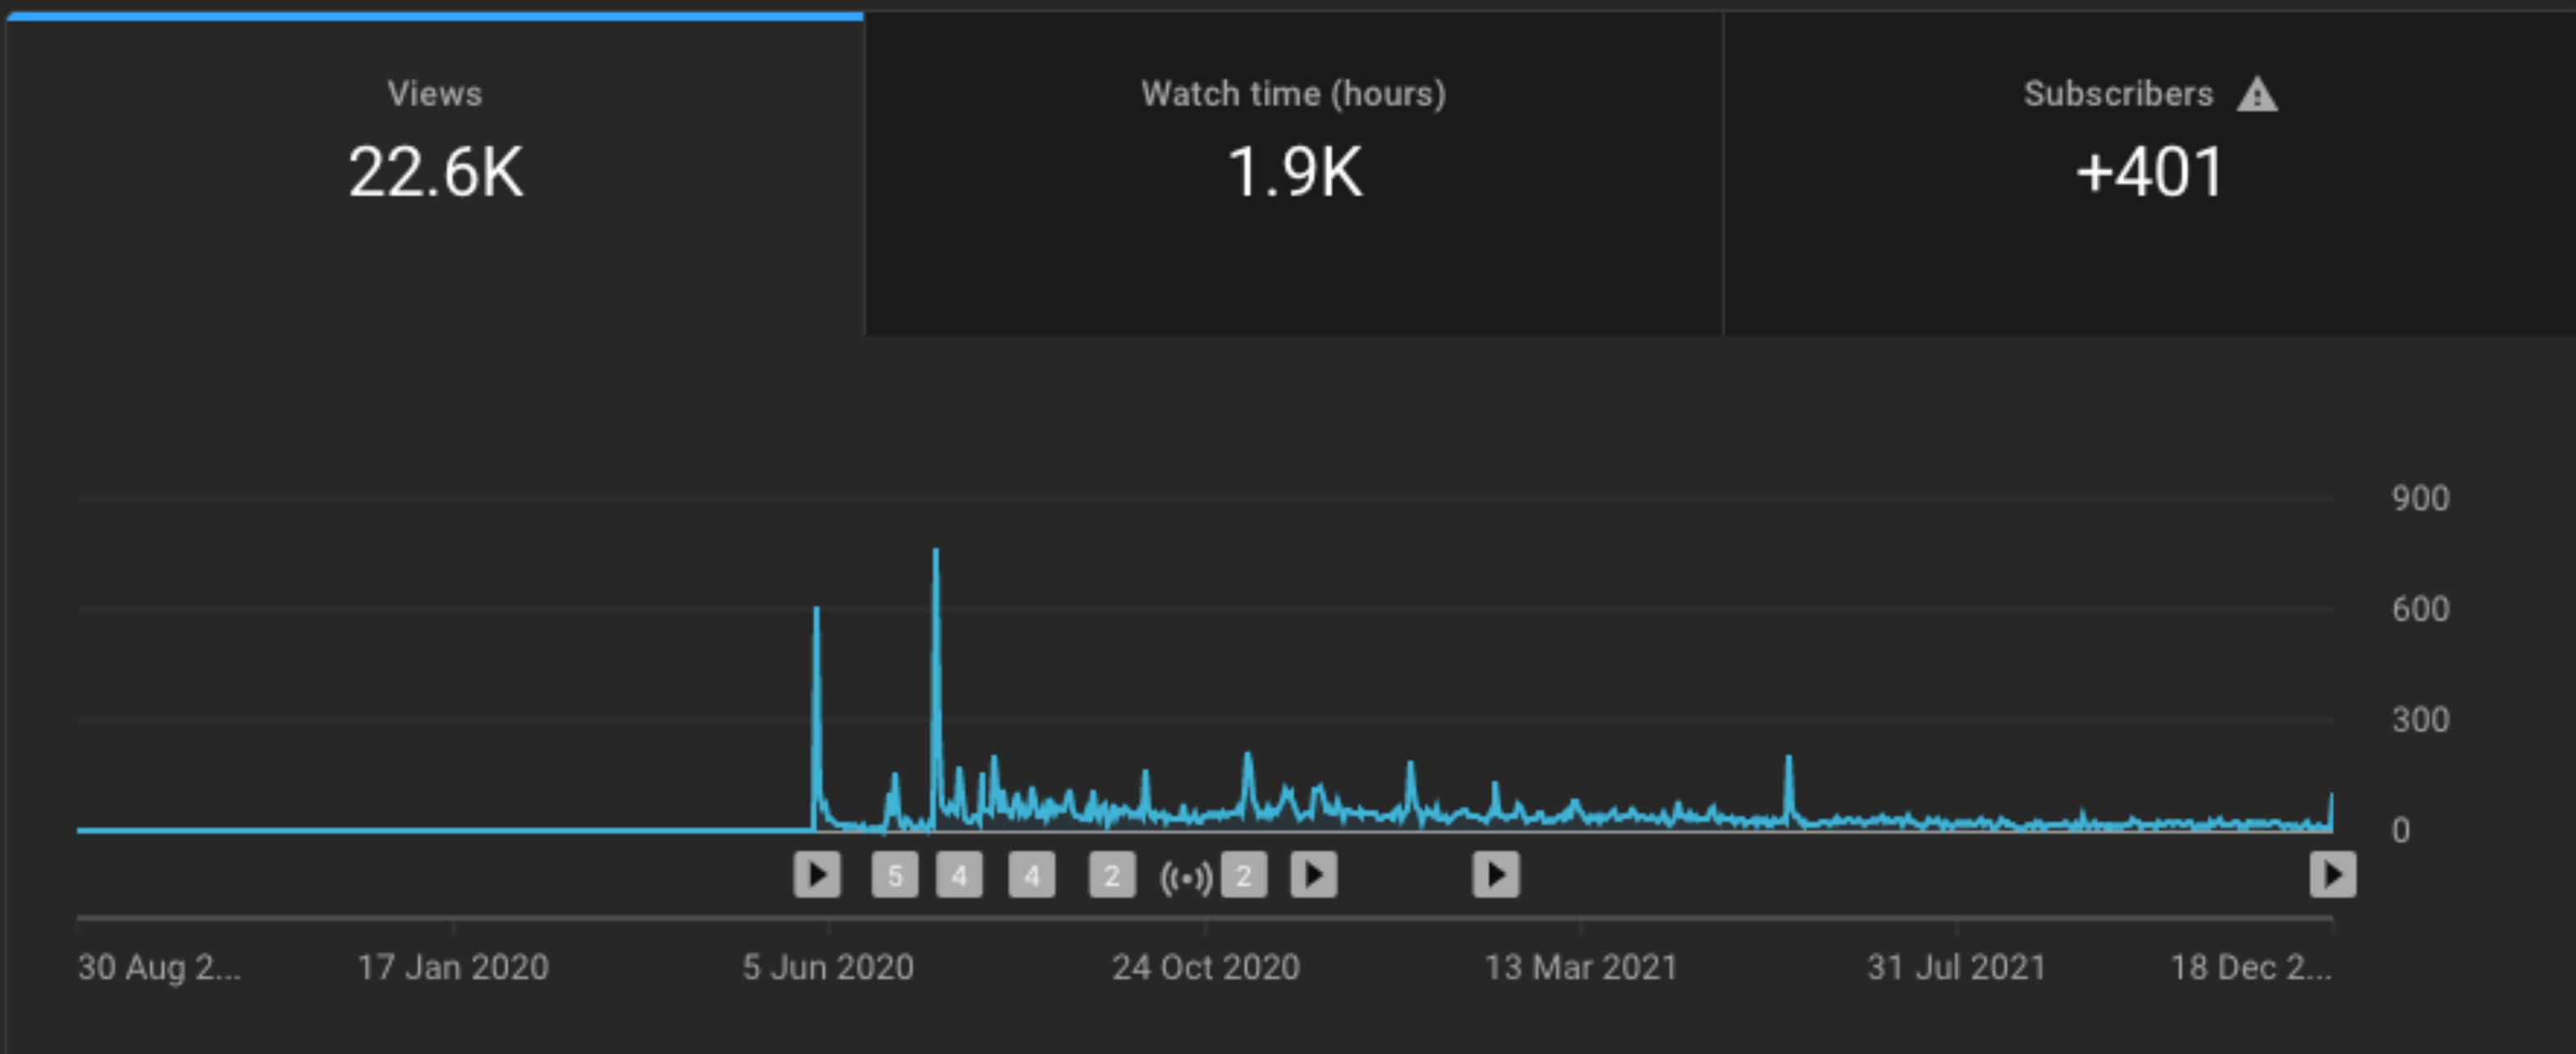 Views
Watch time (hours)
Subscribers
22.6K
1.9K
+401
900
600
300
0
5 4 4 2 2
30 Aug 2... 17 Jan 2020 5 Jun 2020 24 Oct 2020 13 Mar 2021 31 Jul 2021 18 Dec 2...